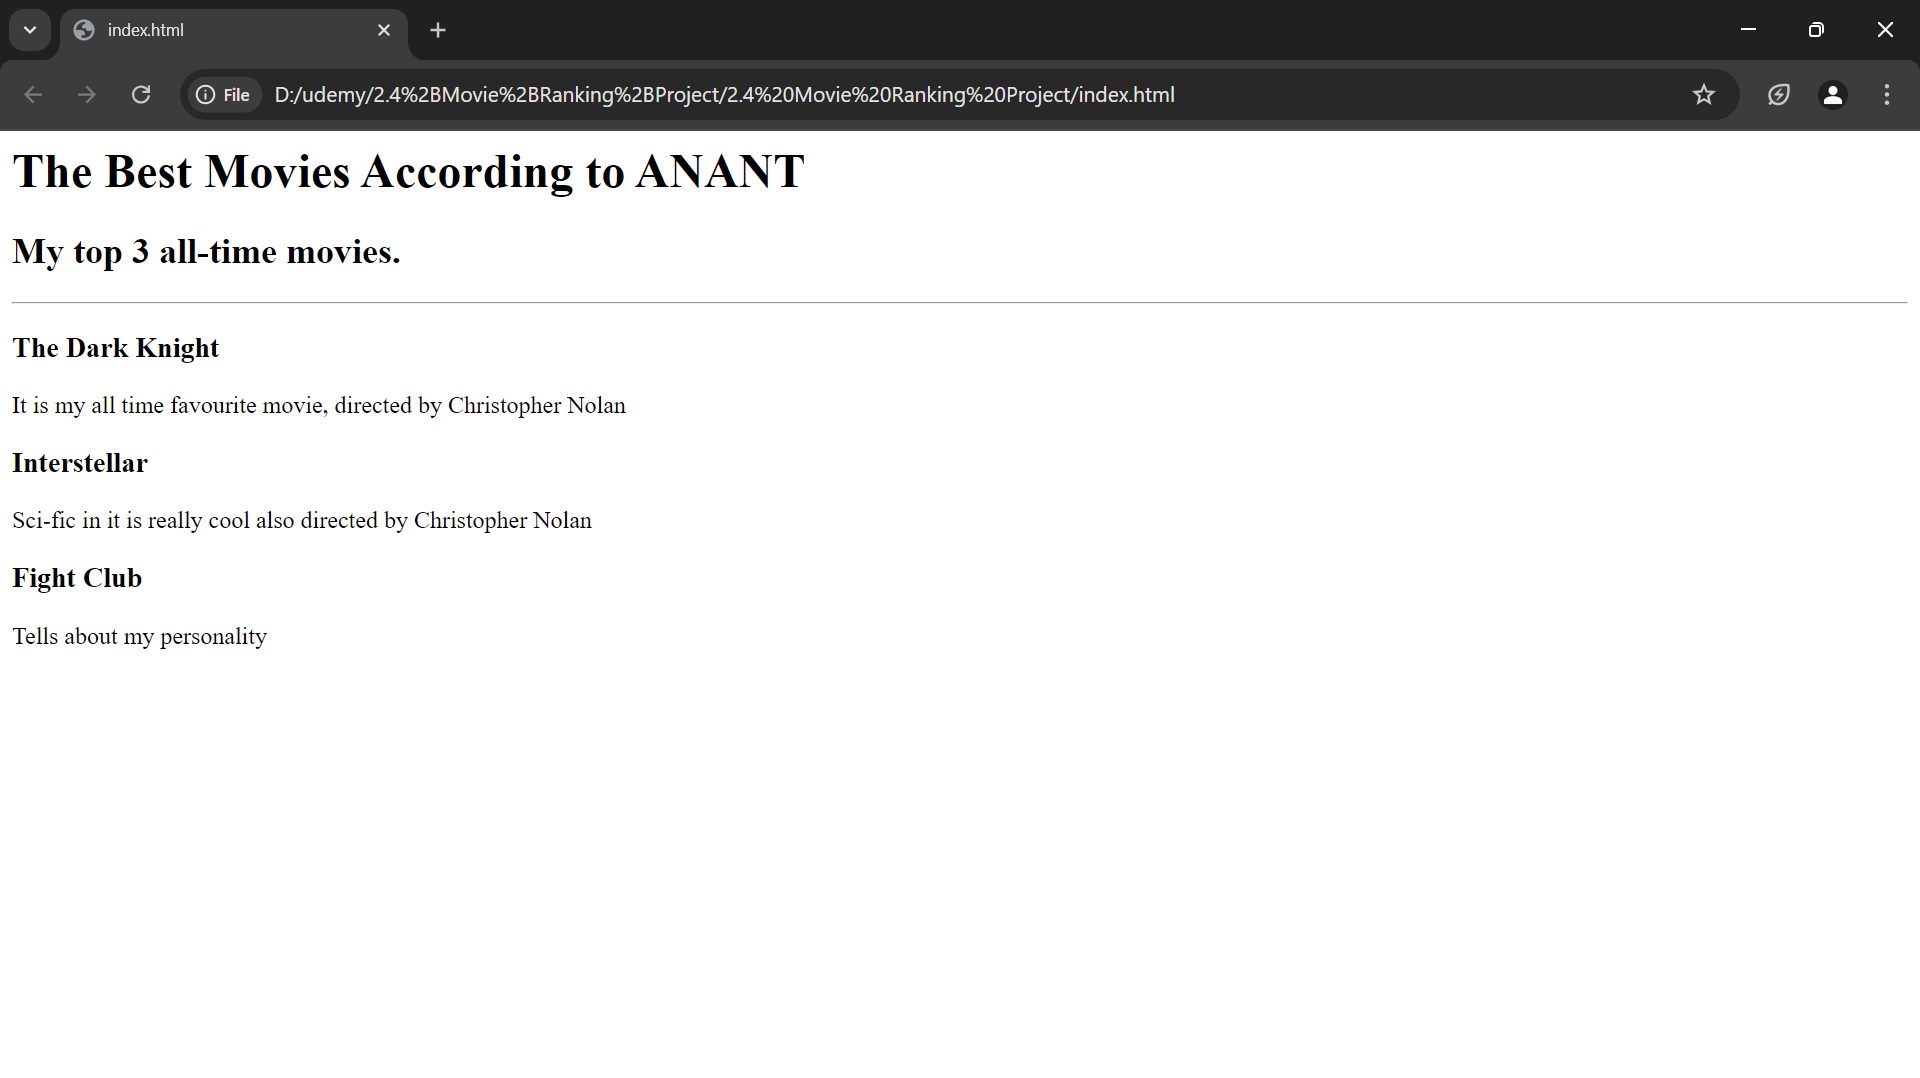 index.html
File D:/udemy/2.4%2BMovie%2BRanking%2BProject/2.4%20Movie%20Ranking%20Project/index.html
The Best Movies According to ANANT
My top 3 all-time movies.
The Dark Knight
It is my all time favourite movie, directed by Christopher Nolan
Interstellar
Sci-fic in it is really cool also directed by Christopher Nolan
Fight Club
Tells about my personality